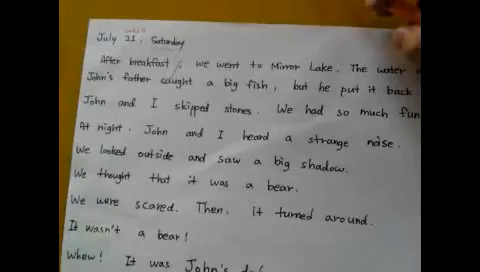 July 21, Saturday
After breakfast, we went to Mirror Lake. The water
John's father caught a big fish, but he put it back
John and I skipped stones. We had so much fun
At night, John and I heard a strange noise.
We looked outside and saw a big shadow.
We thought that it was a bear.
We were scared. Then, it turned around.
It wasn't a bear!
Whew! It was John's